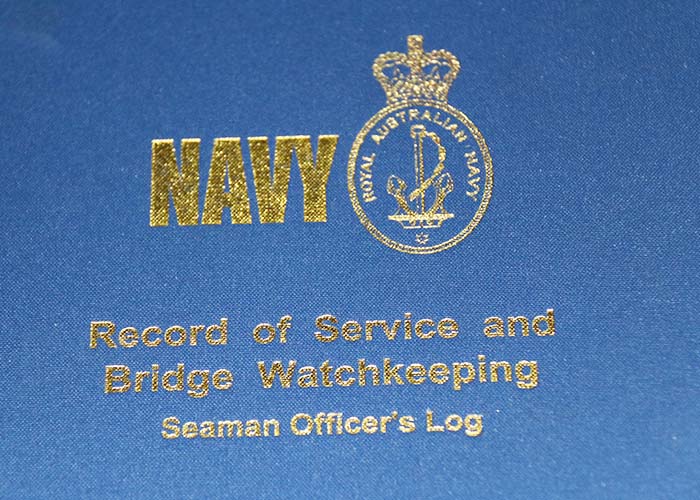 NAVY
ROYAL AUSTRALIAN NAVY
Record of Service and
Bridge Watchkeeping
Seaman Officer's Log